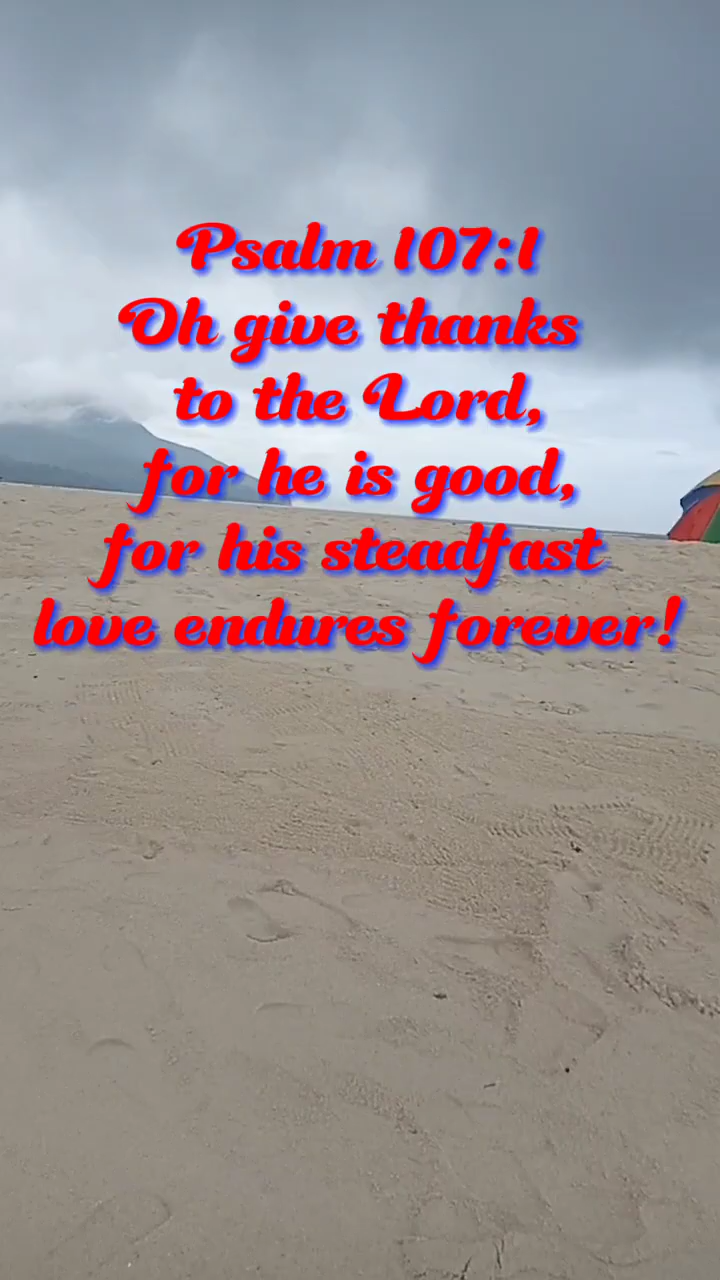 Psalm 107:1
Oh give thanks
to the Lord,
for he is good,
for his steadfast
love endures forever!